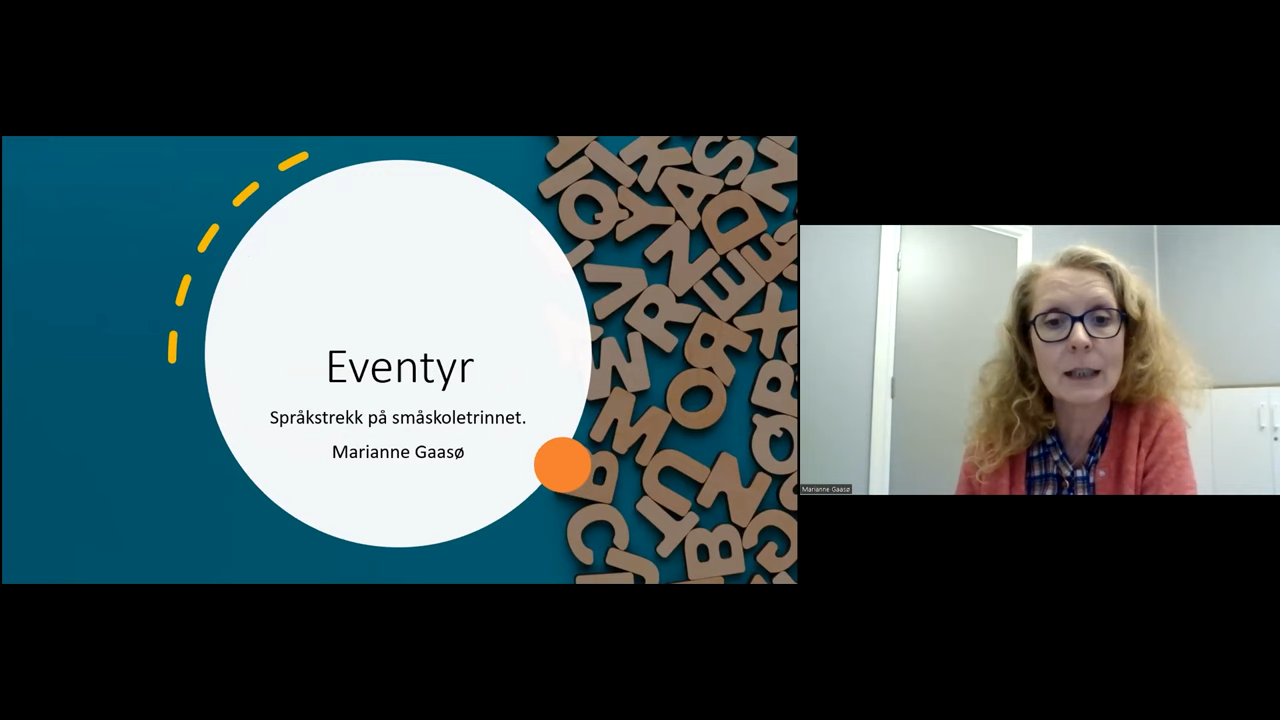 Eventyr
Språkstrekk på småskoletrinnet.
Marianne Gaasø
Marianne Gaasø